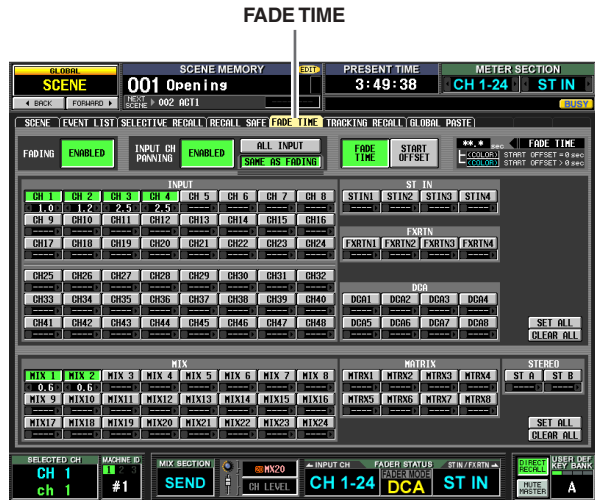 FADE TIME
GLOBAL SCENE MEMORY EDIT PRESENT TIME METER SECTION
SCENE 001 Opening 3:49:38 CH 1-24 ST IN
BACK FORWARD NEXT SCENE 002 ACT1 BUSY
SCENE EVENT LIST SELECTIVE RECALL RECALL SAFE FADE TIME TRACKING RECALL GLOBAL PASTE
FADING ENABLED INPUT CH PANNING ENABLED ALL INPUT SAME AS FADING FADE TIME START OFFSET **.* sec FADE TIME
(COLOR) START OFFSET=0sec
(COLOR) START OFFSET>0sec
INPUT ST IN
CH 1 CH 2 CH 3 CH 4 CH 5 CH 6 CH 7 CH 8 STIN1 STIN2 STIN3 STIN4
1.0 1.2 2.5 2.5 ---- ---- ---- ---- ---- ---- ---- ----
CH 9 CH10 CH11 CH12 CH13 CH14 CH15 CH16 FXRTN
---- ---- ---- ---- ---- ---- ---- ----
CH17 CH18 CH19 CH20 CH21 CH22 CH23 CH24 FXRTN1 FXRTN2 FXRTN3 FXRTN4
---- ---- ---- ---- ---- ---- ---- ---- ---- ---- ---- ----
CH25 CH26 CH27 CH28 CH29 CH30 CH31 CH32
---- ---- ---- ---- ---- ---- ---- ----
DCA
CH33 CH34 CH35 CH36 CH37 CH38 CH39 CH40 DCA1 DCA2 DCA3 DCA4
---- ---- ---- ---- ---- ---- ---- ---- ---- ---- ---- ----
CH41 CH42 CH43 CH44 CH45 CH46 CH47 CH48 DCA5 DCA6 DCA7 DCA8 SET ALL
---- ---- ---- ---- ---- ---- ---- ---- ---- ---- ---- ---- CLEAR ALL
MIX MATRIX STEREO
MIX 1 MIX 2 MIX 3 MIX 4 MIX 5 MIX 6 MIX 7 MIX 8 MTRX1 MTRX2 MTRX3 MTRX4 ST A ST B
0.6 0.6 ---- ---- ---- ---- ---- ---- ---- ---- ---- ---- ---- ----
MIX 9 MIX10 MIX11 MIX12 MIX13 MIX14 MIX15 MIX16 MTRX5 MTRX6 MTRX7 MTRX8
---- ---- ---- ---- ---- ---- ---- ---- ---- ---- ---- ----
MIX17 MIX18 MIX19 MIX20 MIX21 MIX22 MIX23 MIX24 SET ALL
---- ---- ---- ---- ---- ---- ---- ---- CLEAR ALL
SELECTED CH MACHINE ID MIX SECTION MX20 INPUT CH FADER STATUS ST IN / FXRTN DIRECT RECALL USER DEF KEY BANK
CH 1 1 2 3 SEND CH LEVEL CH 1-24 FADER MODE DCA ST IN MUTE MASTER A
ch 1 #1